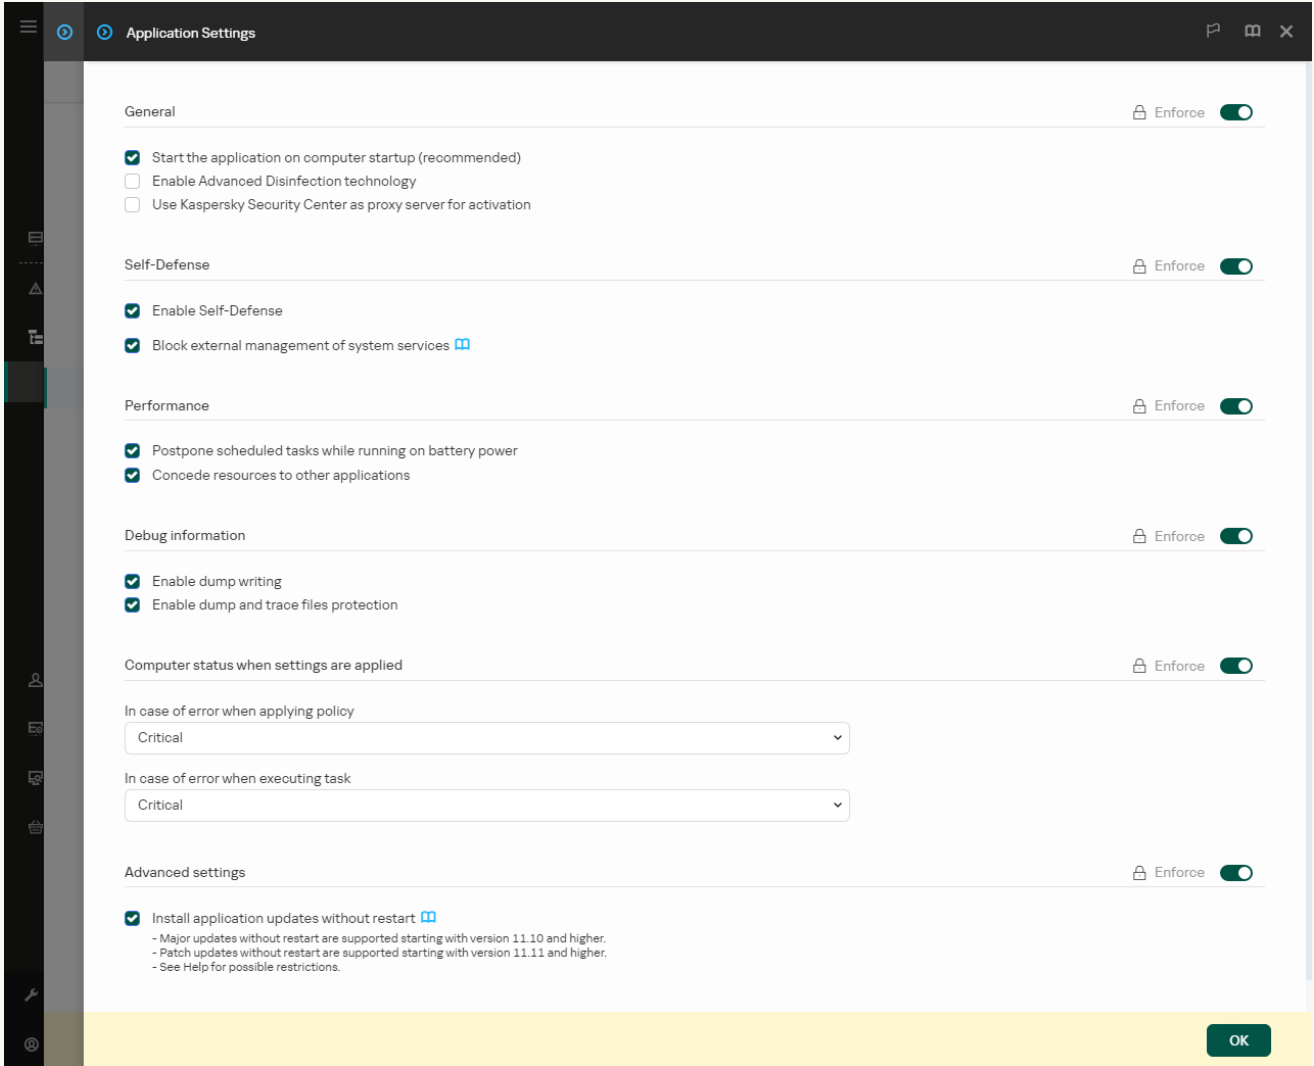 Application Settings
General
Enforce
Start the application on computer startup (recommended)
Enable Advanced Disinfection technology
Use Kaspersky Security Center as proxy server for activation
Self-Defense
Enforce
Enable Self-Defense
Block external management of system services
Performance
Enforce
Postpone scheduled tasks while running on battery power
Concede resources to other applications
Debug information
Enforce
Enable dump writing
Enable dump and trace files protection
Computer status when settings are applied
Enforce
In case of error when applying policy
Critical
In case of error when executing task
Critical
Advanced settings
Enforce
Install application updates without restart
- Major updates without restart are supported starting with version 11.10 and higher.
- Patch updates without restart are supported starting with version 11.11 and higher.
- See Help for possible restrictions.
OK